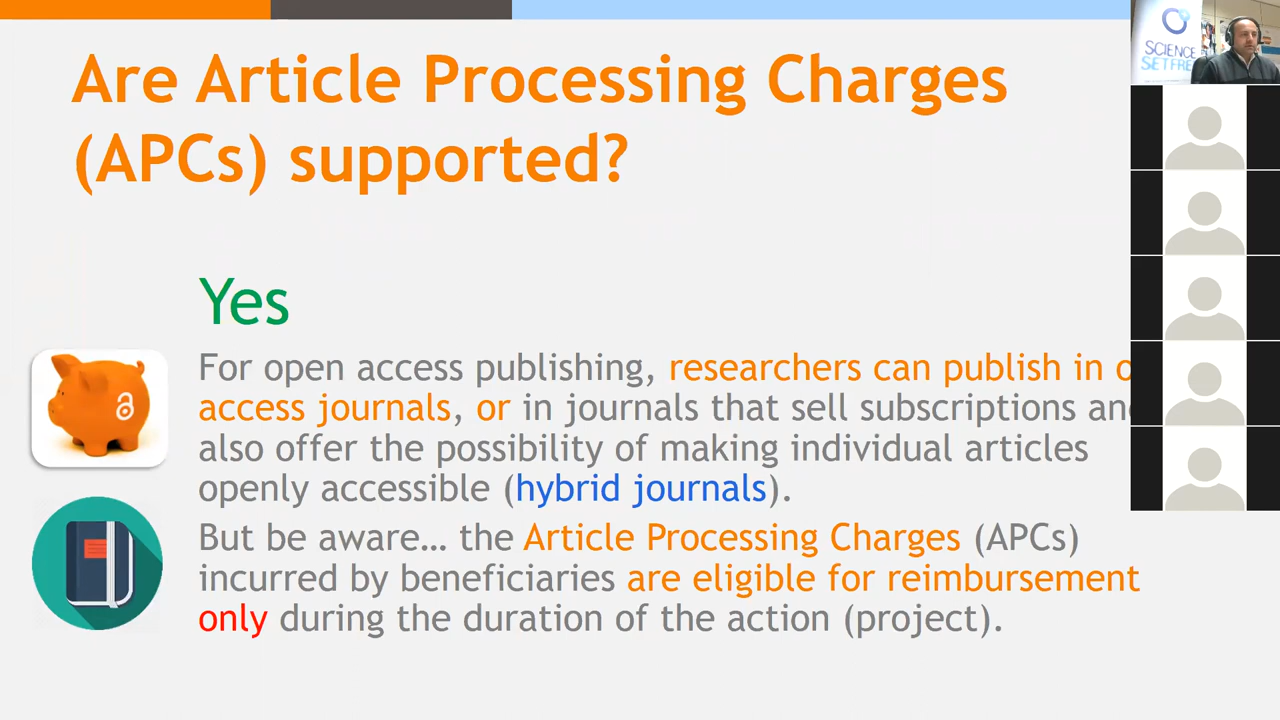 Are Article Processing Charges
(APCs) supported?
Yes
For open access publishing, researchers can publish in
access journals, or in journals that sell subscriptions and
also offer the possibility of making individual articles
openly accessible (hybrid journals).
But be aware... the Article Processing Charges (APCs)
incurred by beneficiaries are eligible for reimbursement
only during the duration of the action (project).
SCIENCE
SET FREE